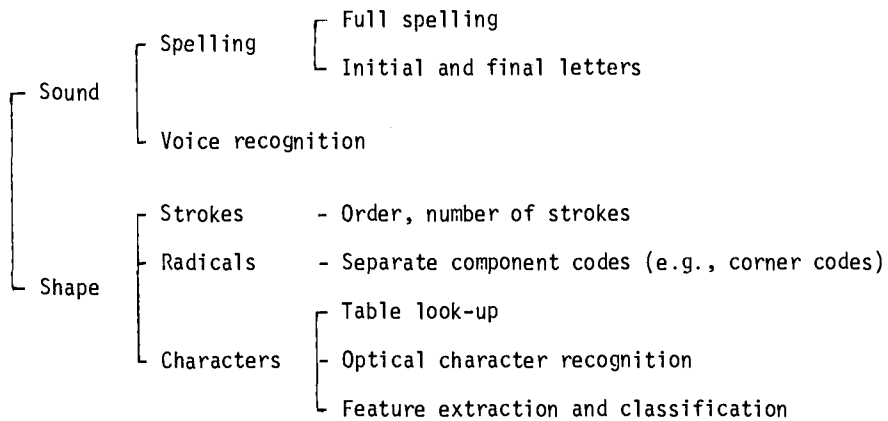 Full spelling
Spelling
Initial and final letters
Sound
Voice recognition
Strokes - Order, number of strokes
Radicals - Separate component codes (e.g., corner codes)
Shape
Table look-up
Characters - Optical character recognition
Feature extraction and classification